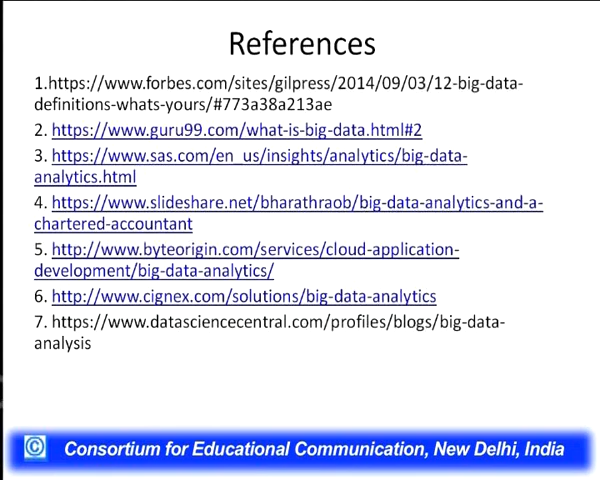 References
1.https://www.forbes.com/sites/gilpress/2014/09/03/12-big-data-
definitions-whats-yours/#773a38a213ae
2. https://www.guru99.com/what-is-big-data.html#2
3. https://www.sas.com/en_us/insights/analytics/big-data-
analytics.html
4. https://www.slideshare.net/bharathraob/big-data-analytics-and-a-
chartered-accountant
5. http://www.byteorigin.com/services/cloud-application-
development/big-data-analytics/
6. http://www.cignex.com/solutions/big-data-analytics
7. https://www.datasciencecentral.com/profiles/blogs/big-data-
analysis
© Consortium for Educational Communication, New Delhi, India